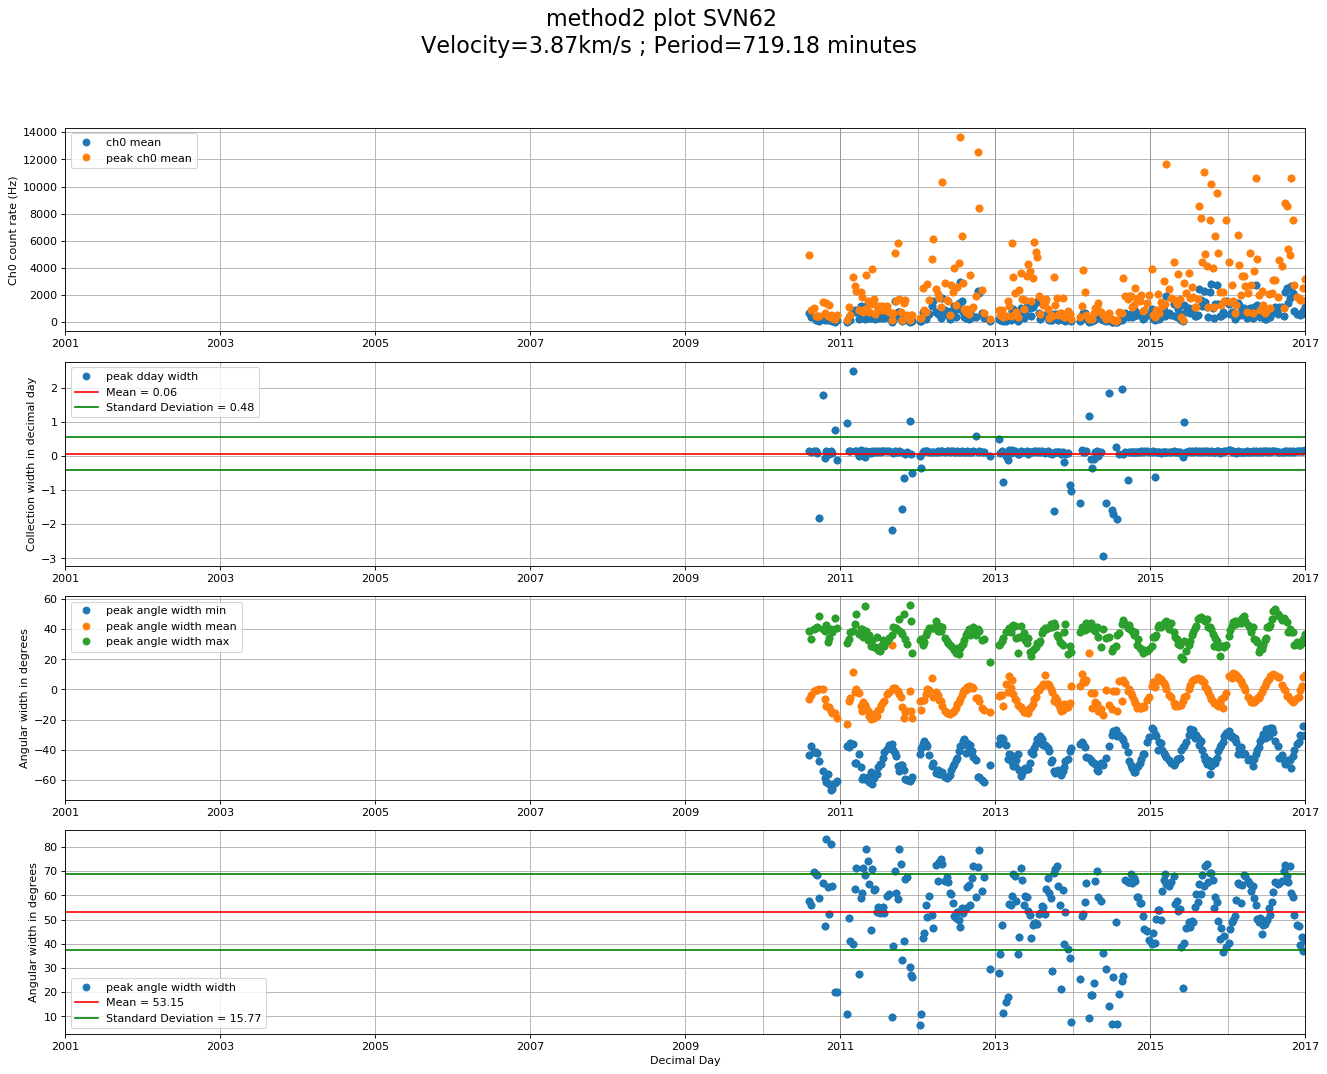 method2 plot SVN62
Velocity=3.87km/s ; Period=719.18 minutes
Ch0 count rate (Hz)
14000
12000
10000
8000
6000
4000
2000
0
ch0 mean
peak ch0 mean
2001 2003 2005 2007 2009 2011 2013 2015 2017
Collection width in decimal day
2
1
0
−1
−2
−3
peak dday width
Mean = 0.06
Standard Deviation = 0.48
2001 2003 2005 2007 2009 2011 2013 2015 2017
Angular width in degrees
60
40
20
0
−20
−40
−60
peak angle width min
peak angle width mean
peak angle width max
2001 2003 2005 2007 2009 2011 2013 2015 2017
Angular width in degrees
80
70
60
50
40
30
20
10
peak angle width width
Mean = 53.15
Standard Deviation = 15.77
2001 2003 2005 2007 2009 2011 2013 2015 2017
Decimal Day